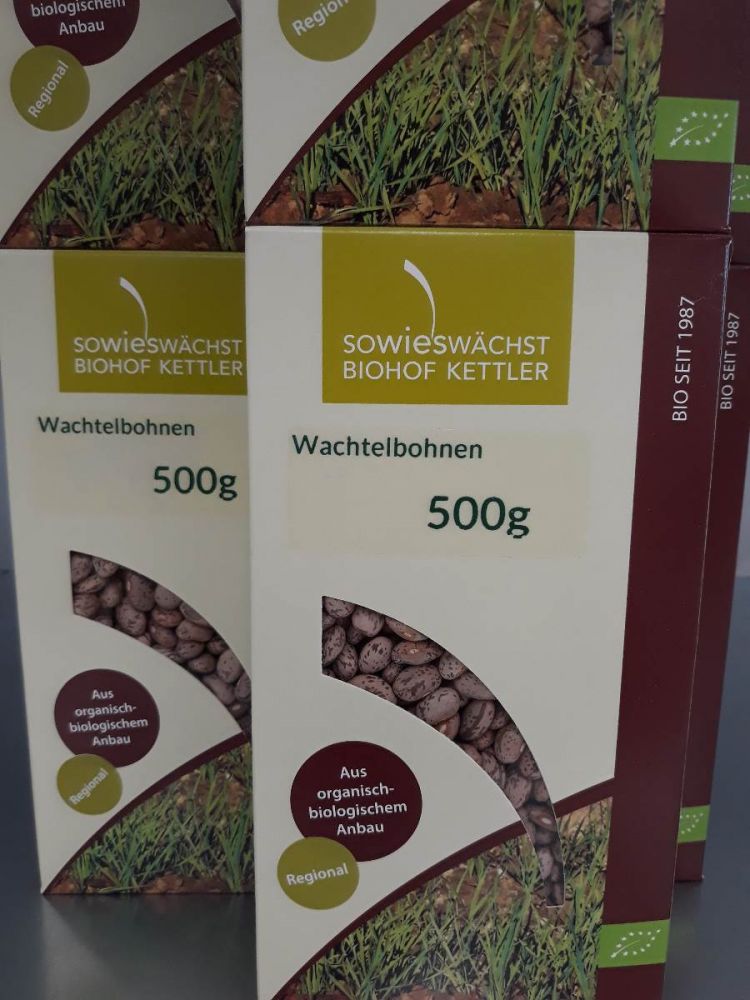 biologischem
Anbau
Regional
Regional
SOWieSWÄCHST
BIOHOF KETTLER
Wachtelbohnen
500g
Aus
organisch-
biologischem
Anbau
Regional
SOWieSWÄCHST
BIOHOF KETTLER
Wachtelbohnen
500g
Aus
organisch-
biologischem
Anbau
Regional
BIO SEIT 1987
BIO SEIT 1987